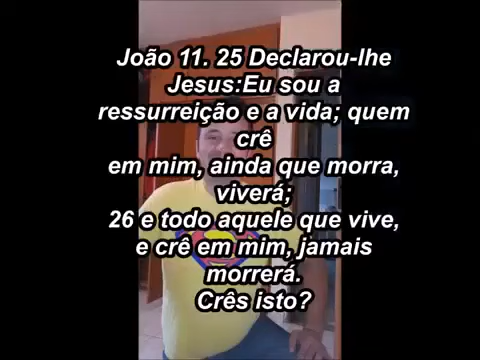 João 11. 25 Declarou-lhe
Jesus:Eu sou a
ressurreição e a vida; quem
crê
em mim, ainda que morra,
viverá;
26 e todo aquele que vive,
e crê em mim, jamais
morrerá.
Crês isto?